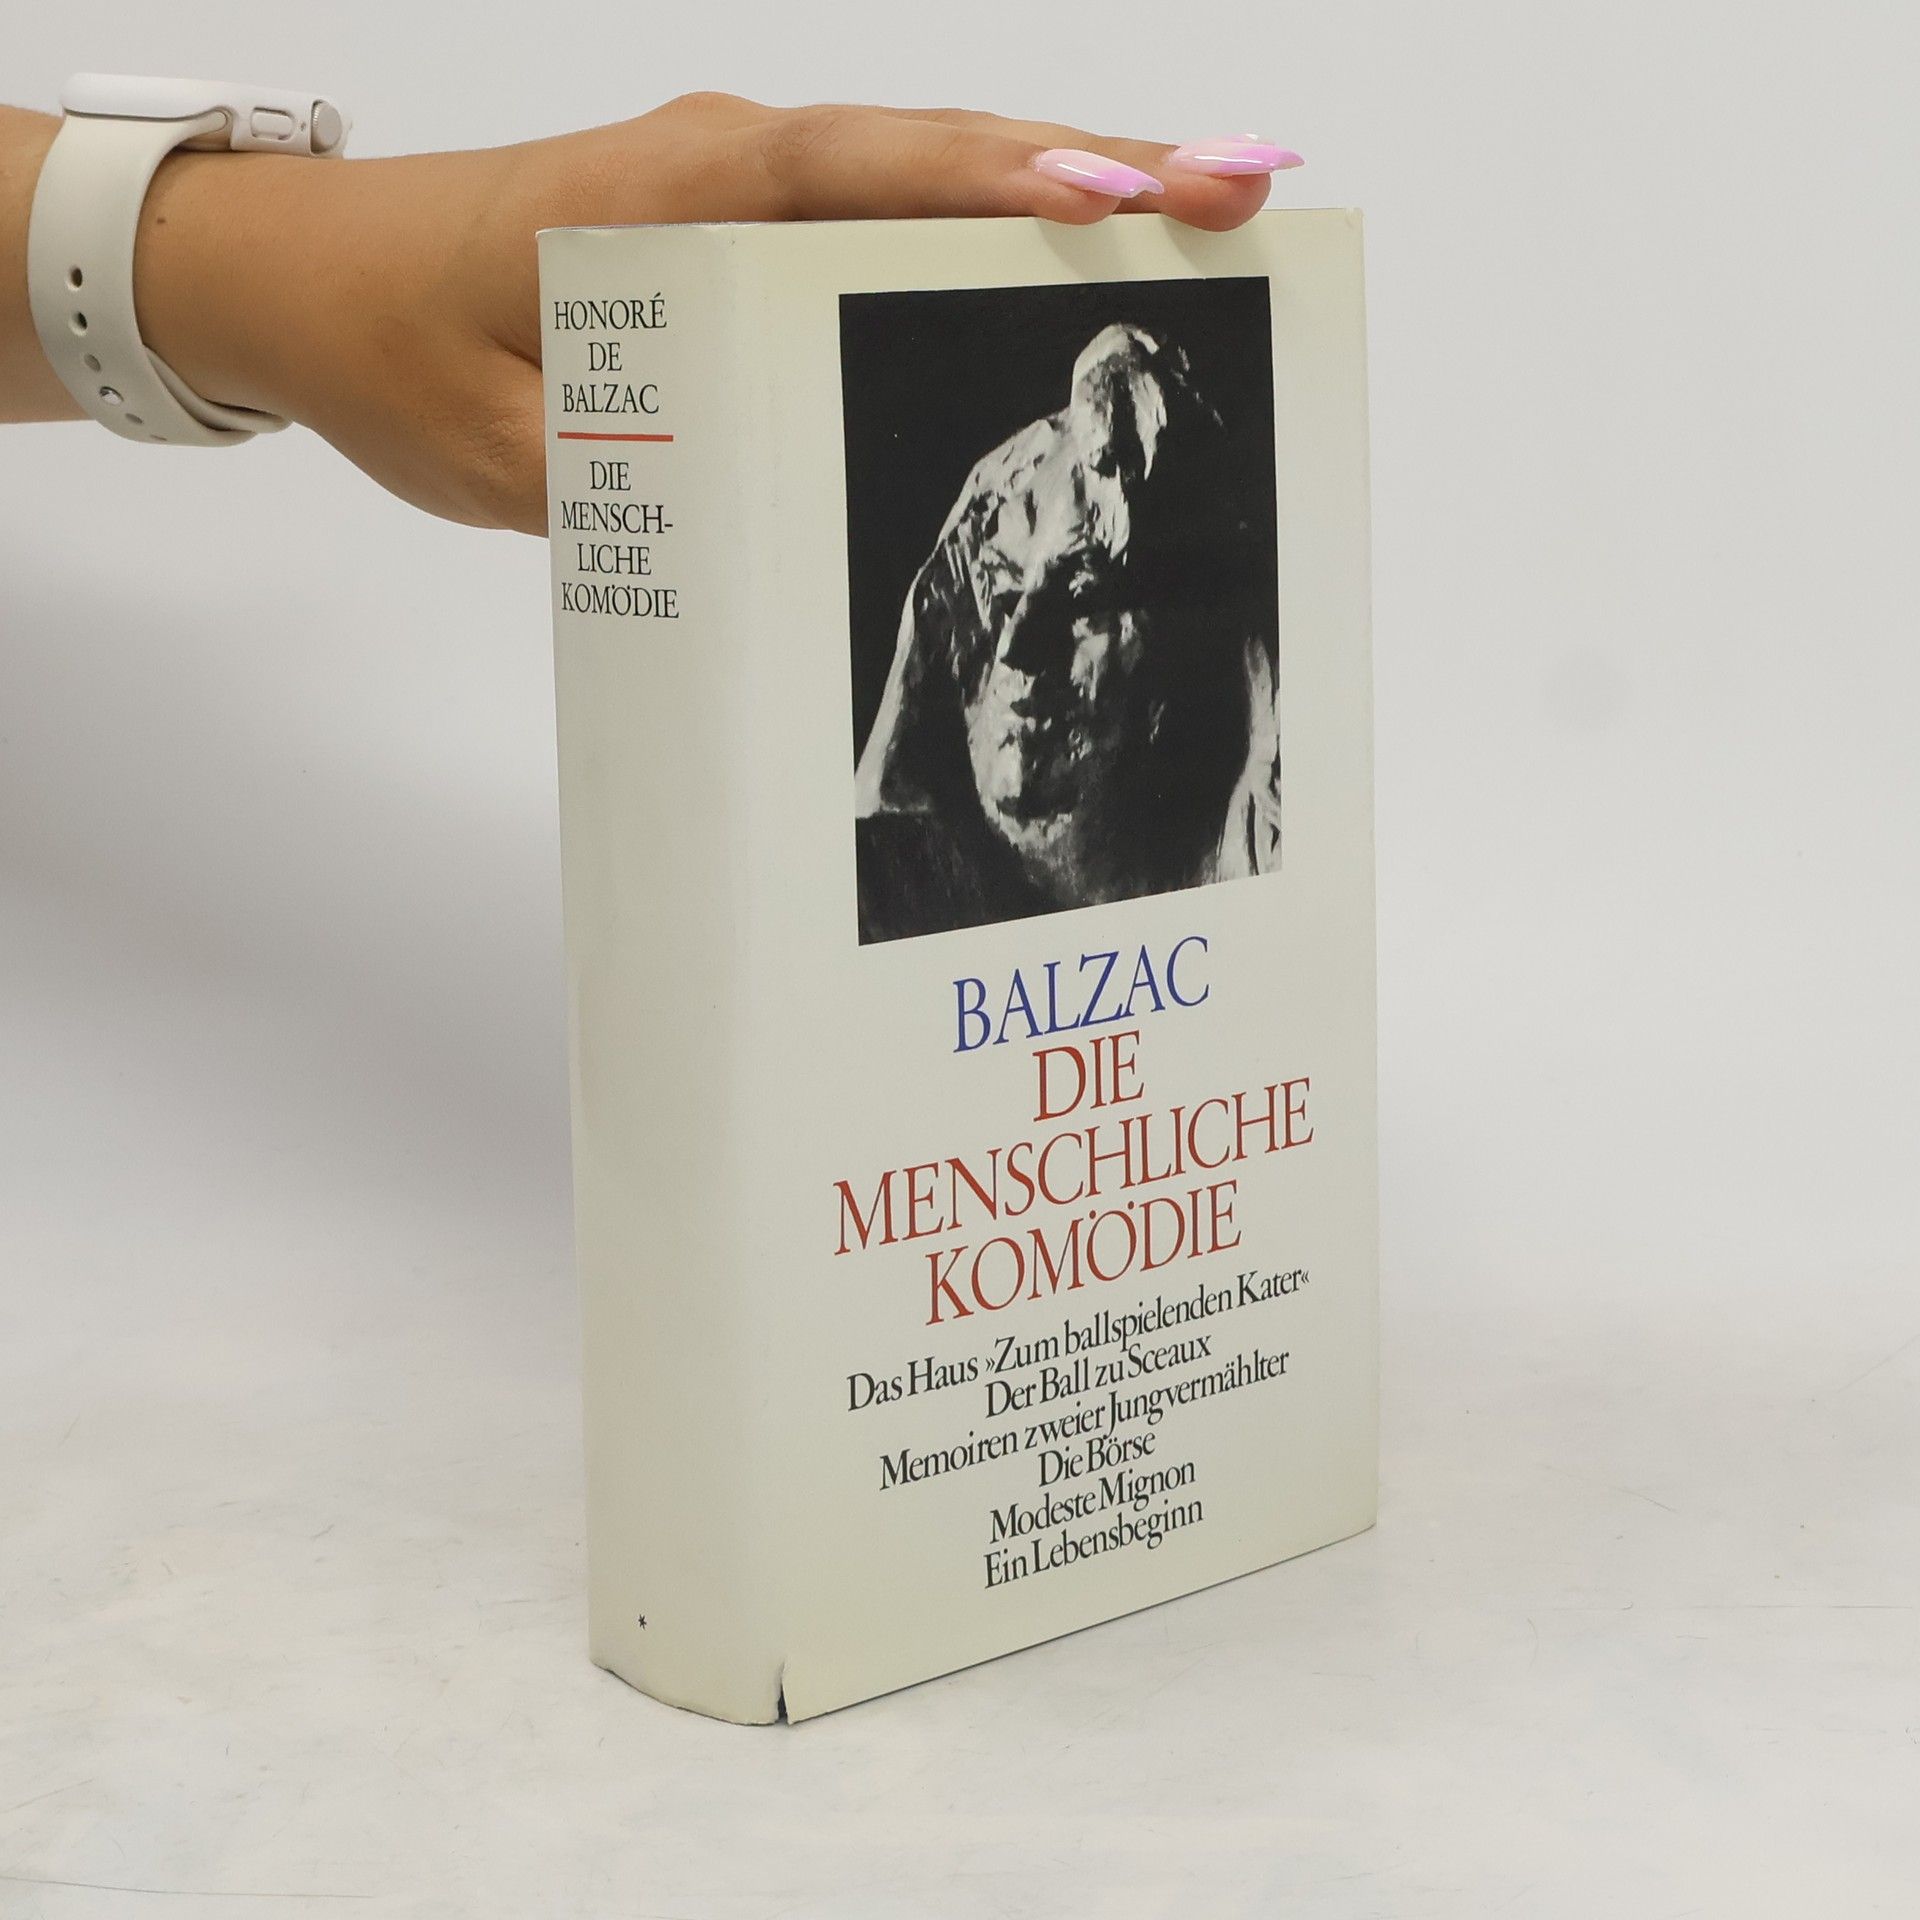 HONORÉ
DE
BALZAC
DIE
MENSCH-
LICHE
KOMÖDIE
*
BALZAC
DIE
MENSCHLICHE
KOMÖDIE
Das Haus »Zum ballspielenden Kater«
Der Ball zu Sceaux
Memoiren zweier Jungvermählter
Die Börse
Modeste Mignon
Ein Lebensbeginn